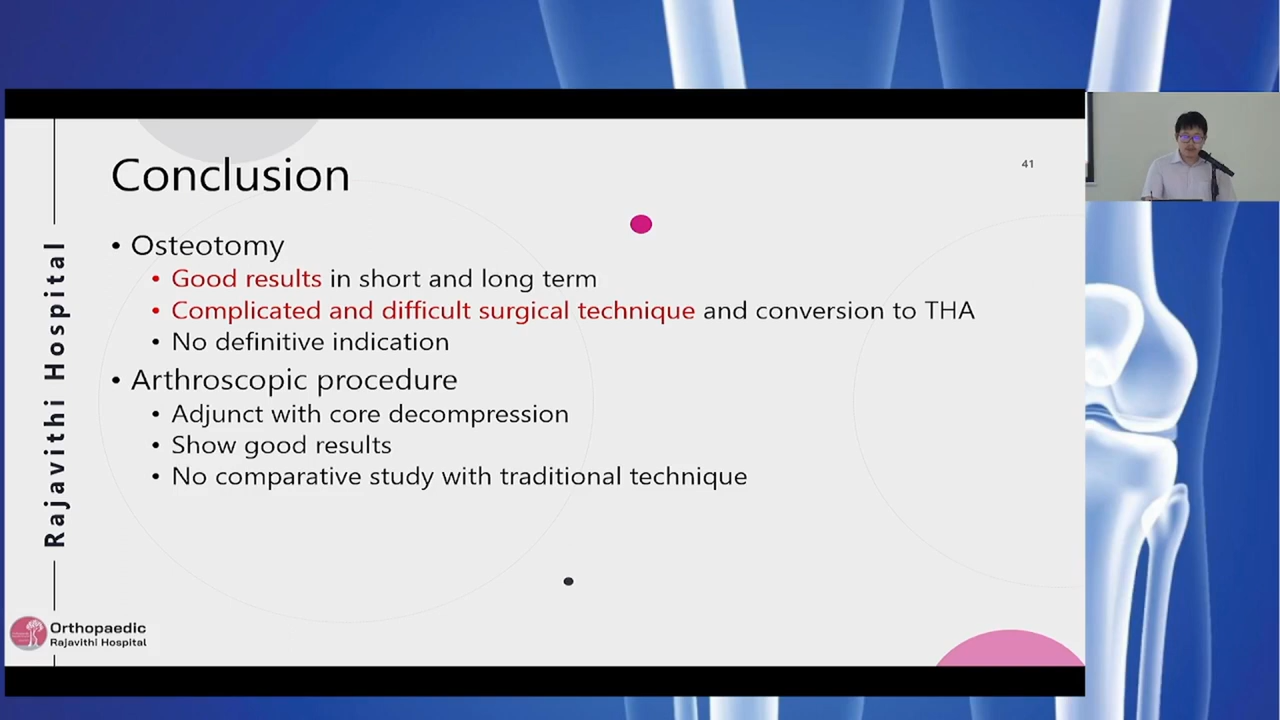 Conclusion
41
• Osteotomy
• Good results in short and long term
• Complicated and difficult surgical technique and conversion to THA
• No definitive indication
• Arthroscopic procedure
• Adjunct with core decompression
• Show good results
• No comparative study with traditional technique
Rajavithi Hospital
Orthopaedic
Rajavithi Hospital